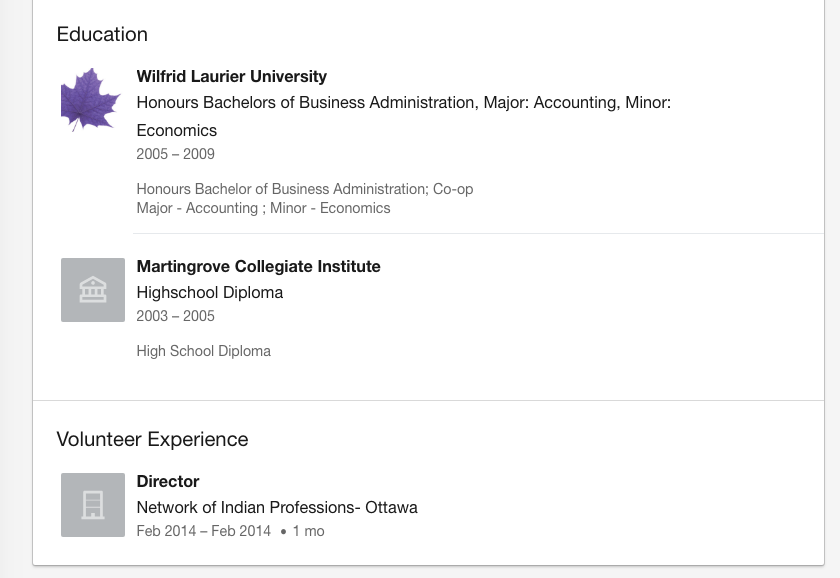 Education
Wilfrid Laurier University
Honours Bachelors of Business Administration, Major: Accounting, Minor:
Economics
2005 – 2009
Honours Bachelor of Business Administration; Co-op
Major - Accounting ; Minor - Economics
Martingrove Collegiate Institute
Highschool Diploma
2003 – 2005
High School Diploma
Volunteer Experience
Director
Network of Indian Professions- Ottawa
Feb 2014 – Feb 2014 • 1 mo